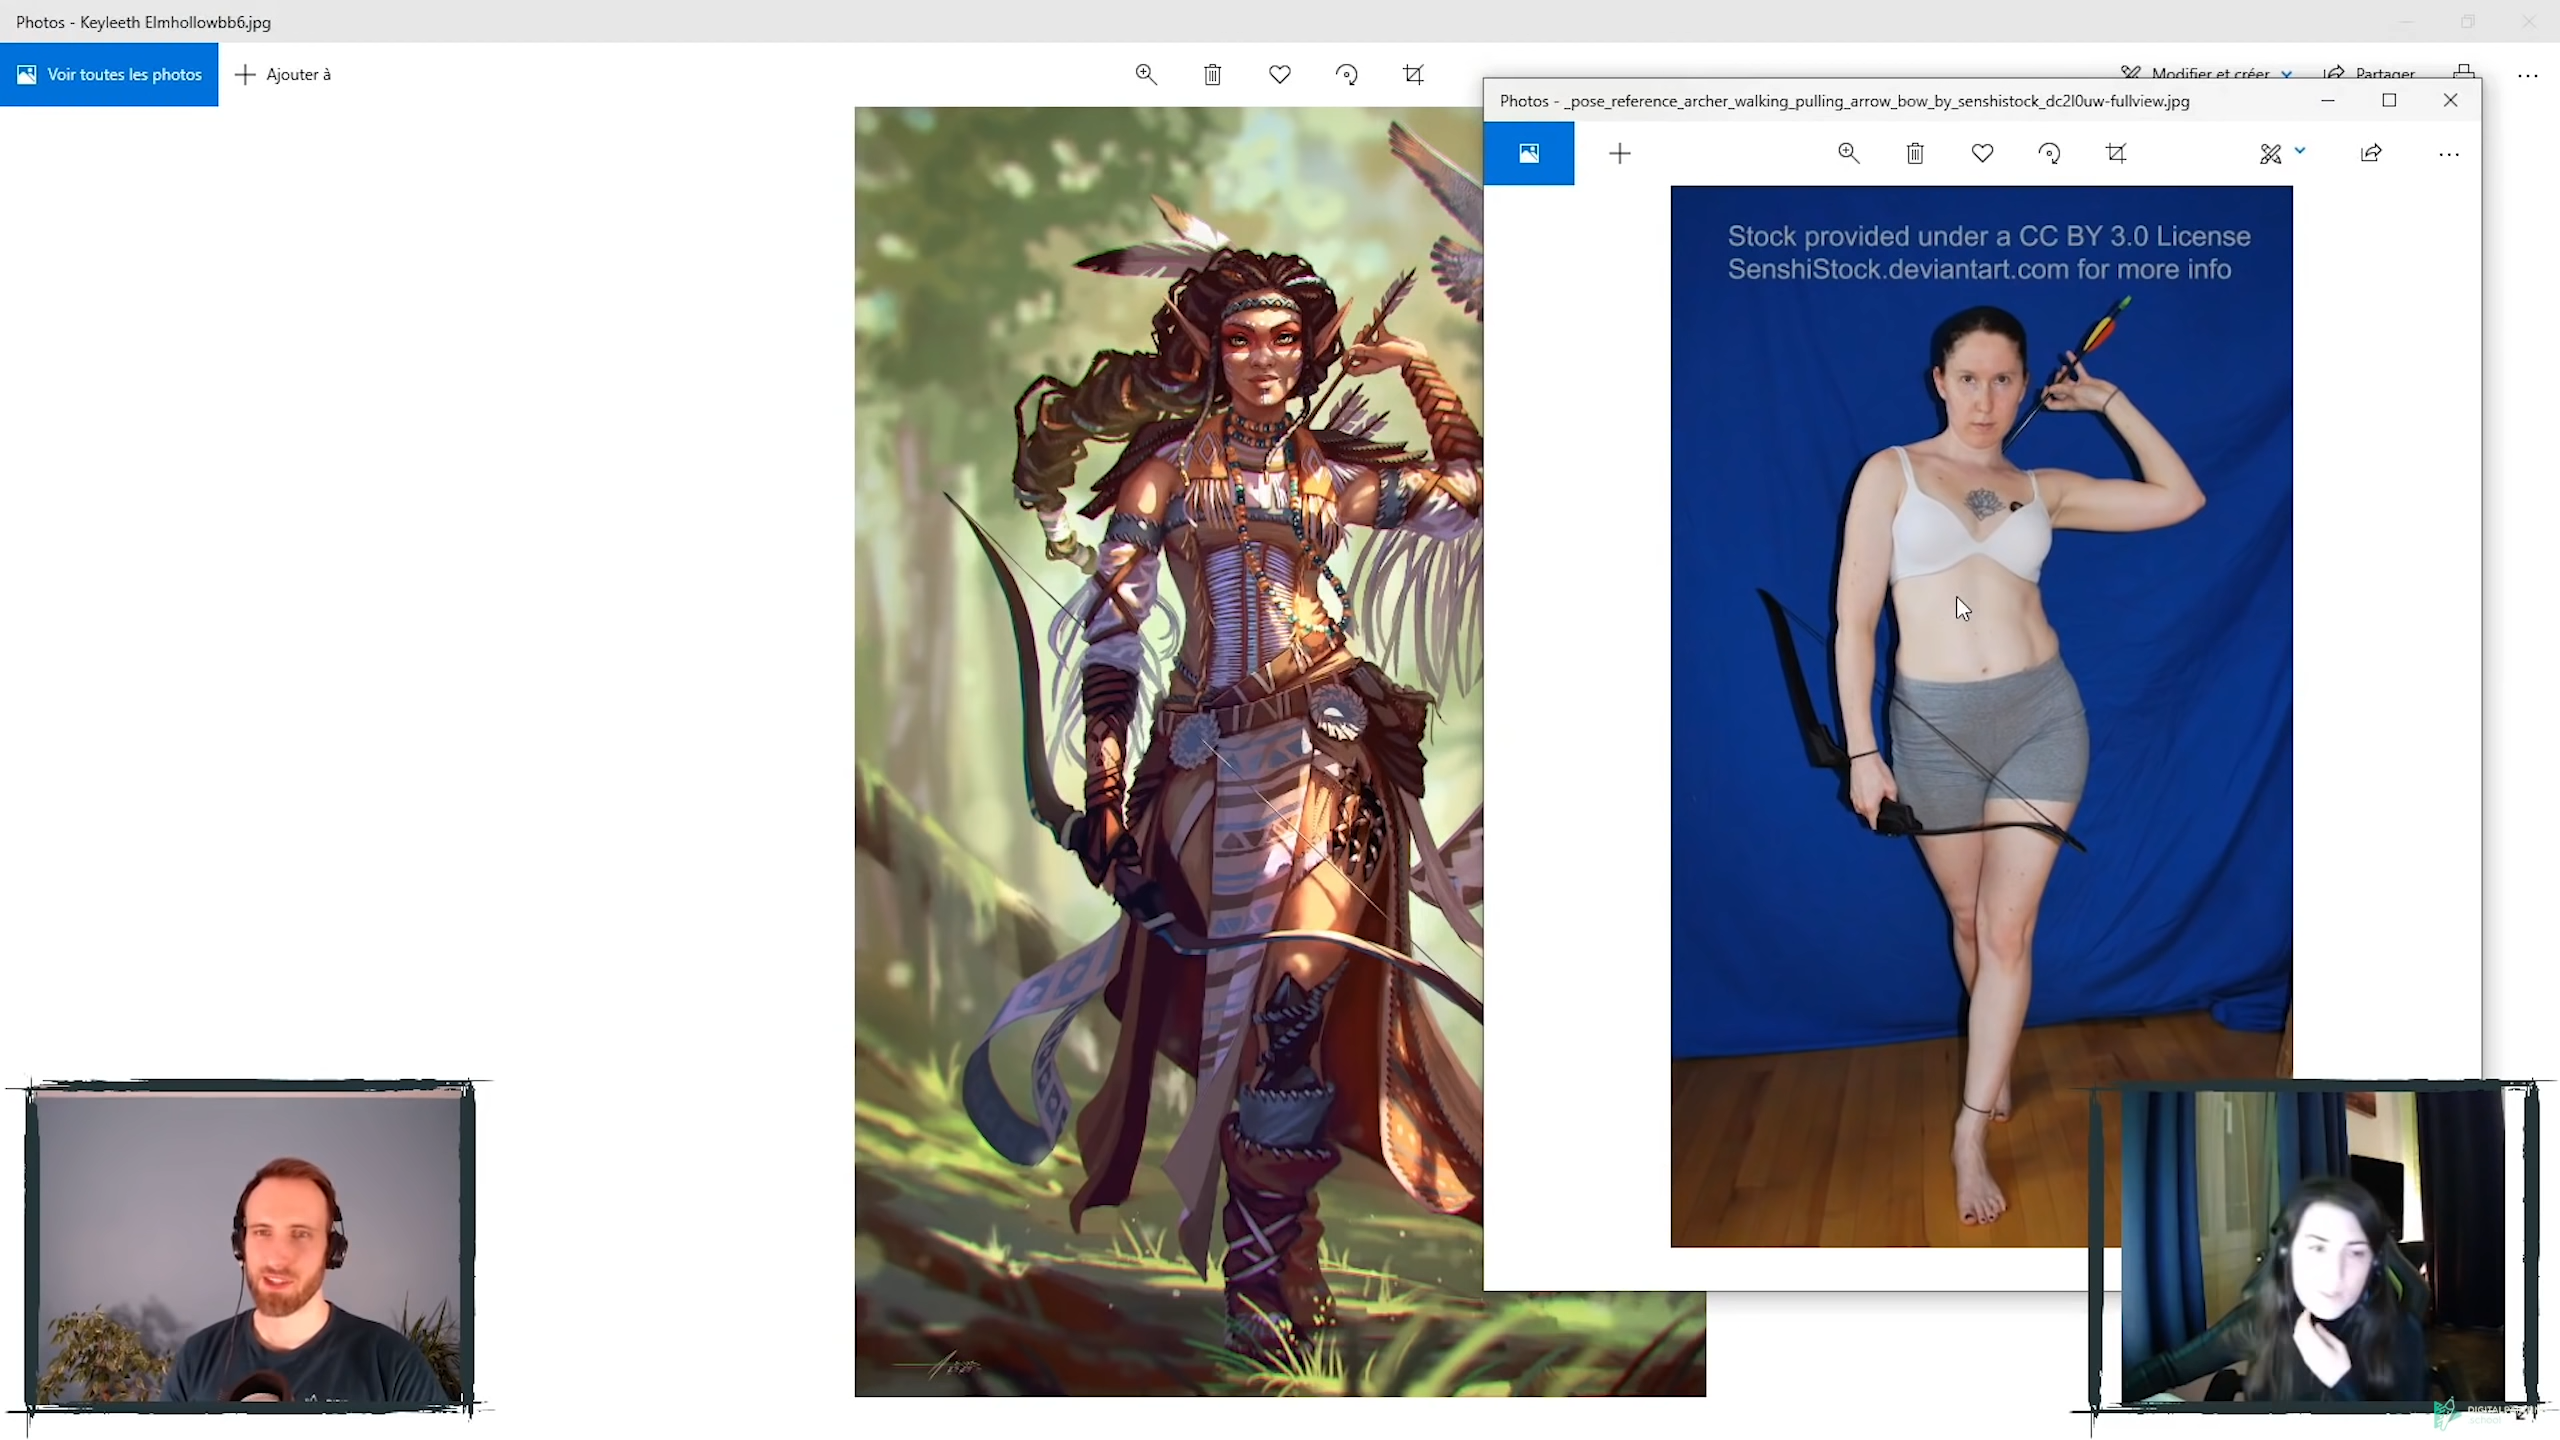 Photos - Keyleeth Elmhollowbb6.jpg
Voir toutes les photos
Ajouter à
Modifier et créer
Partager
Photos - _pose_reference_archer_walking_pulling_arrow_bow_by_senshistock_dc2l0uw-fullview.jpg
Stock provided under a CC BY 3.0 License
SenshiStock.deviantart.com for more info
school